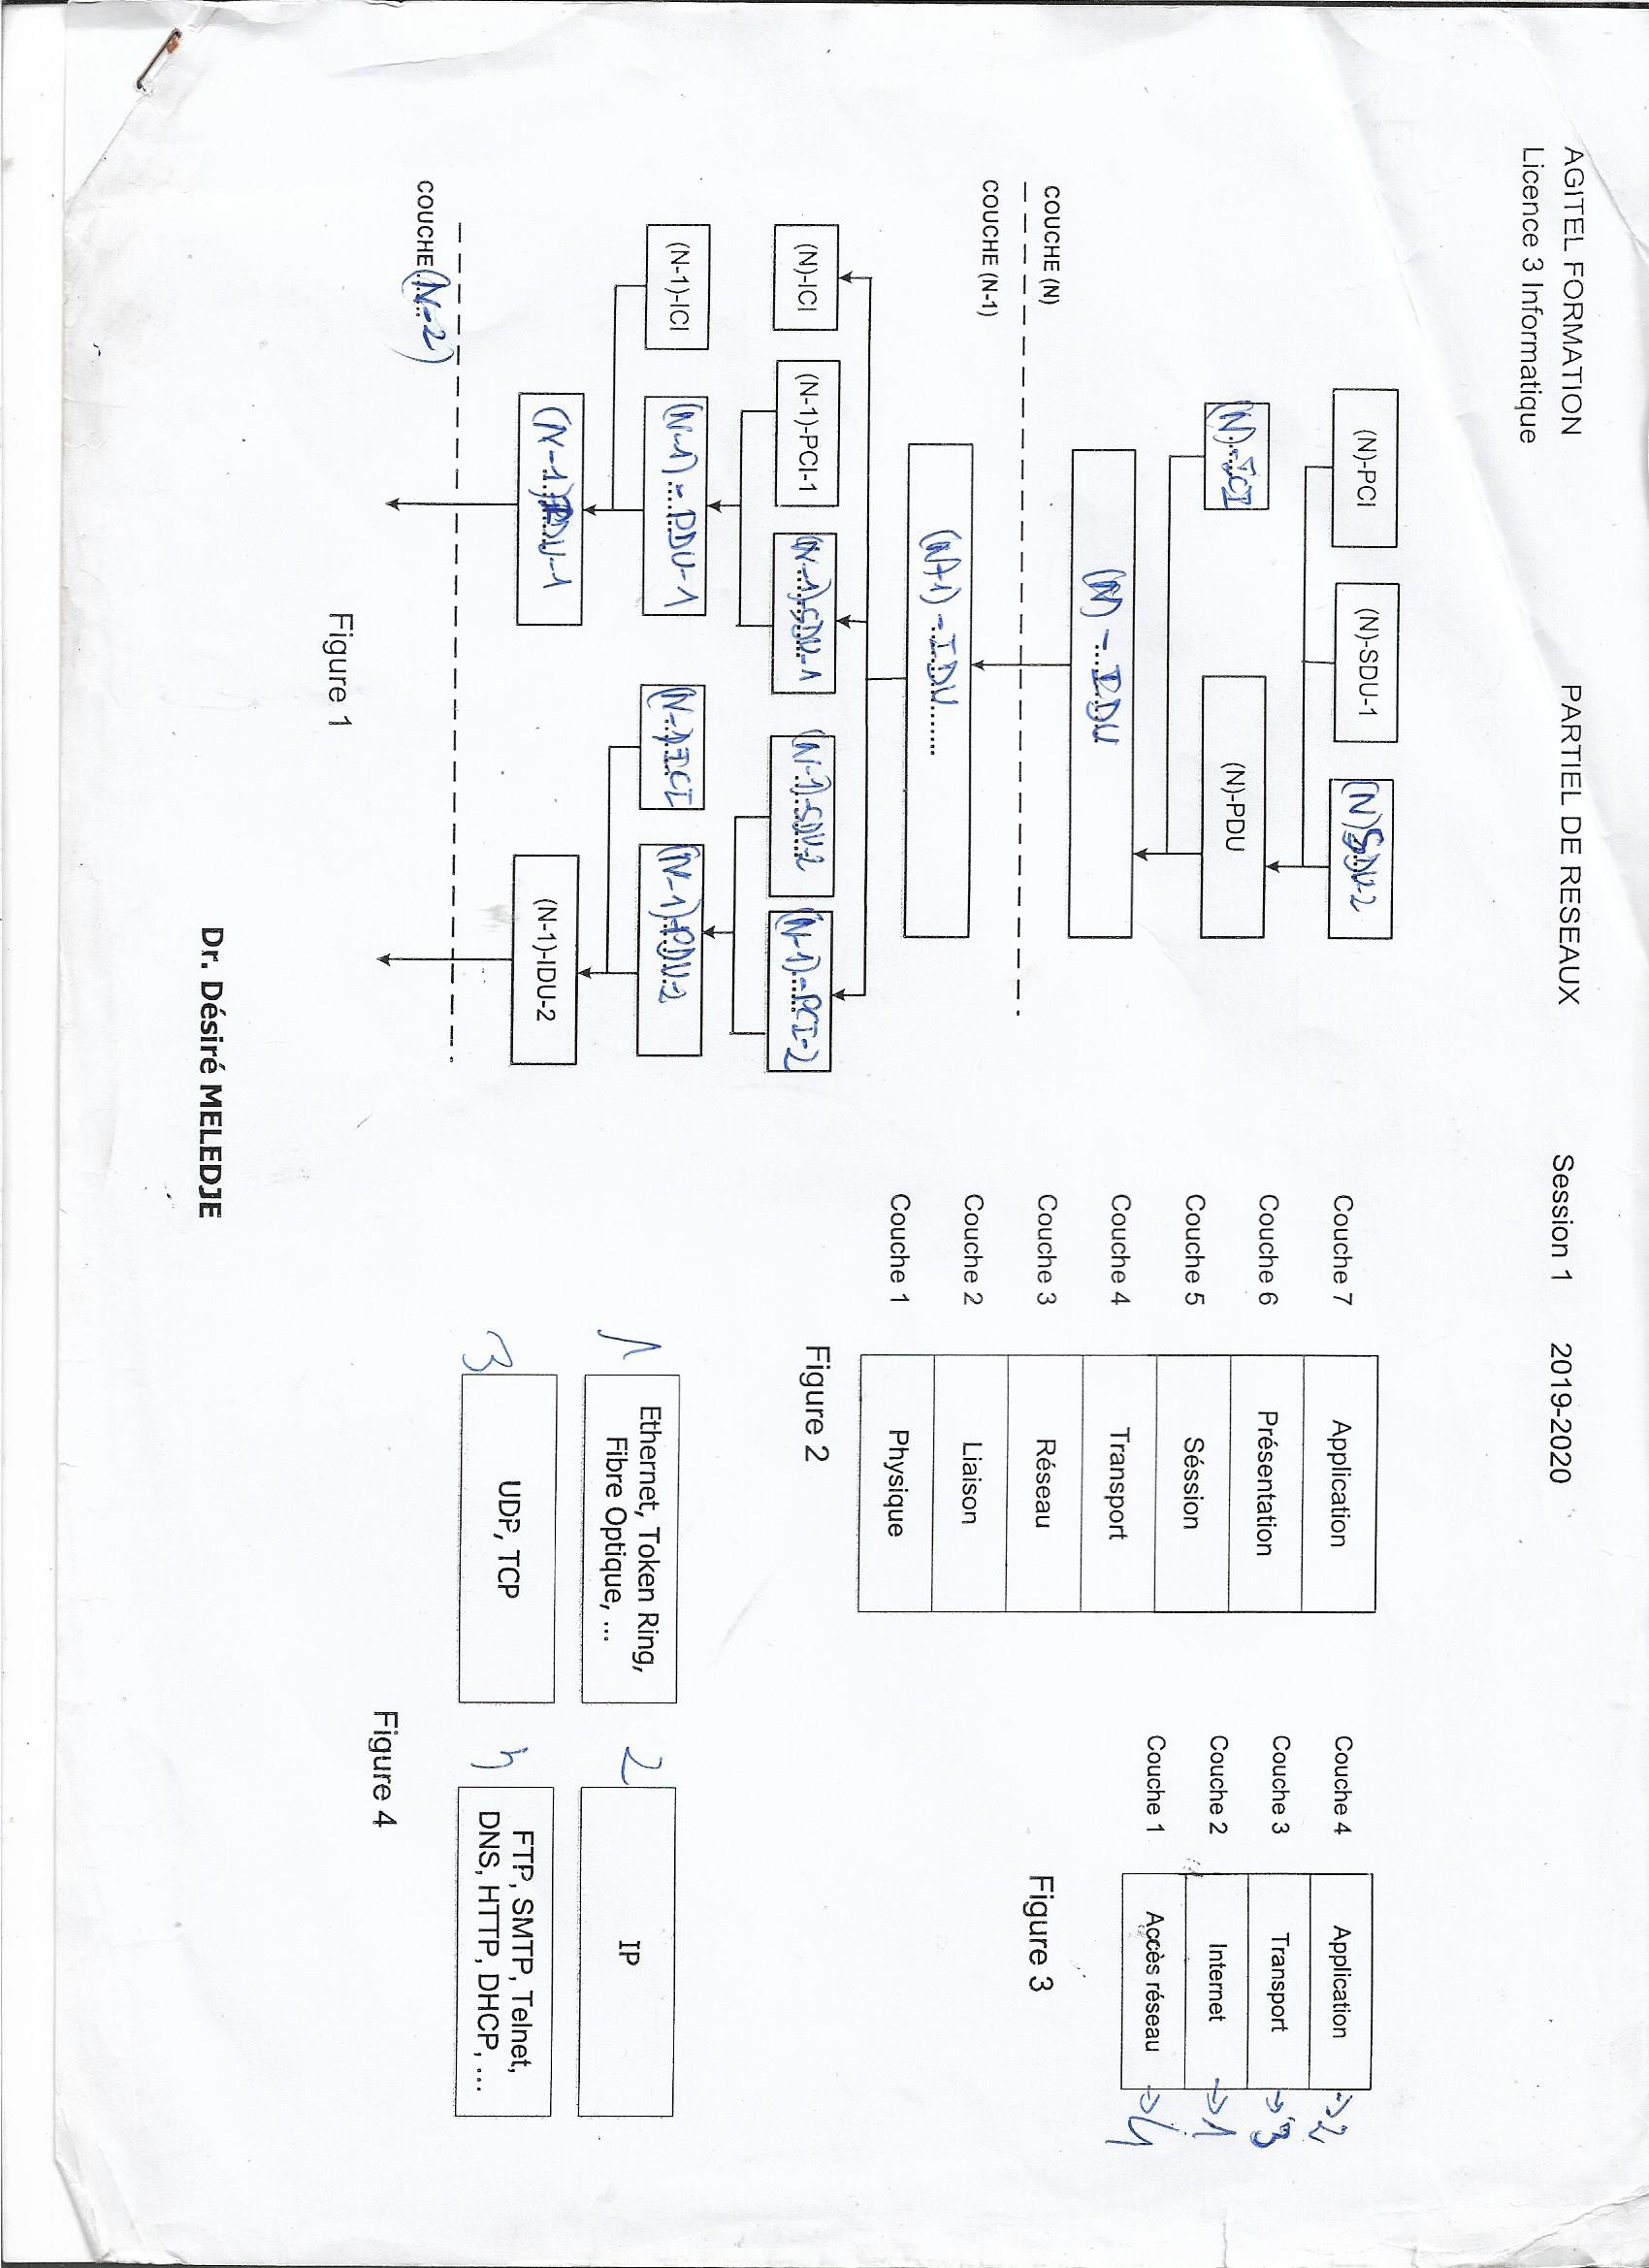 AGITEL FORMATION PARTIEL DE RESEAUX Session 1 2019-2020
Licence 3 Informatique
(N)-PCI
(N)-SDU-1
(N)SDU-2
(N)-ICI
(N)-PDU
(N)-IDU
COUCHE (N)
COUCHE (N-1)
(N+1)-IDU
(N)-ICI
(N-1)-PCI-1
(N-1)-SDU-1
(N-1)-SDU-2
(N-1)-PCI-2
(N-1)-ICI
(N-1)-PDU-1
(N-1)-ICI
(N-1)-PDU-2
(N-1)IDU-1
(N-1)-IDU-2
COUCHE (N-2)
Figure 1
Couche 7 Application
Couche 6 Présentation
Couche 5 Séssion
Couche 4 Transport
Couche 3 Réseau
Couche 2 Liaison
Couche 1 Physique
Figure 2
Couche 4 Application →2
Couche 3 Transport →3
Couche 2 Internet →1
Couche 1 Accès réseau →4
Figure 3
1
Ethernet, Token Ring,
Fibre Optique, ...
2
IP
3
UDP, TCP
FTP, SMTP, Telnet,
DNS, HTTP, DHCP, ...
Figure 4
Dr. Désiré MELEDJE